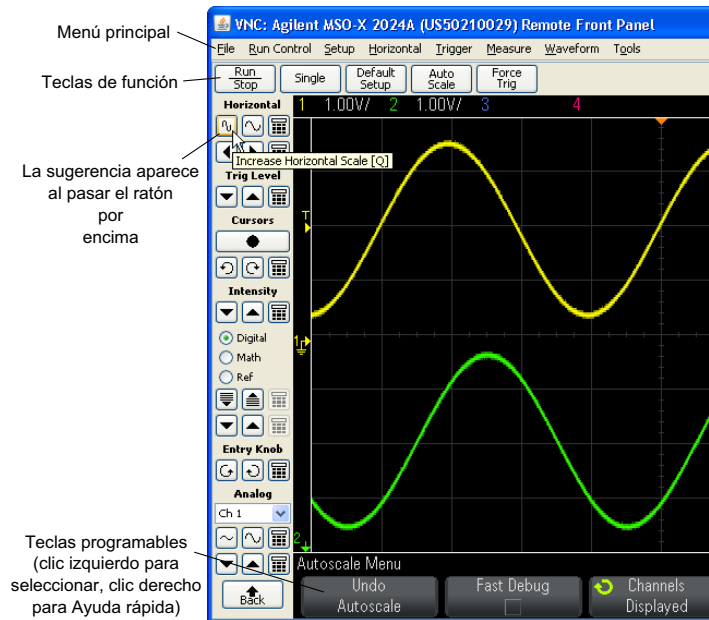 Menú principal
Teclas de función
La sugerencia aparece
al pasar el ratón
por
encima
Teclas programables
(clic izquierdo para
seleccionar, clic derecho
para Ayuda rápida)
VNC: Agilent MSO-X 2024A (US50210029) Remote Front Panel
File Run Control Setup Horizontal Trigger Measure Waveform Tools
Run
Stop
Single
Default
Setup
Auto
Scale
Force
Trig
Horizontal
1 1.00V/ 2 1.00V/ 3 4
Increase Horizontal Scale [Q]
Trig Level
T
Cursors
Intensity
Digital
1
Math
Ref
Entry Knob
Analog
Ch 1
2
Back
Autoscale Menu
Undo
Autoscale
Fast Debug
Channels
Displayed